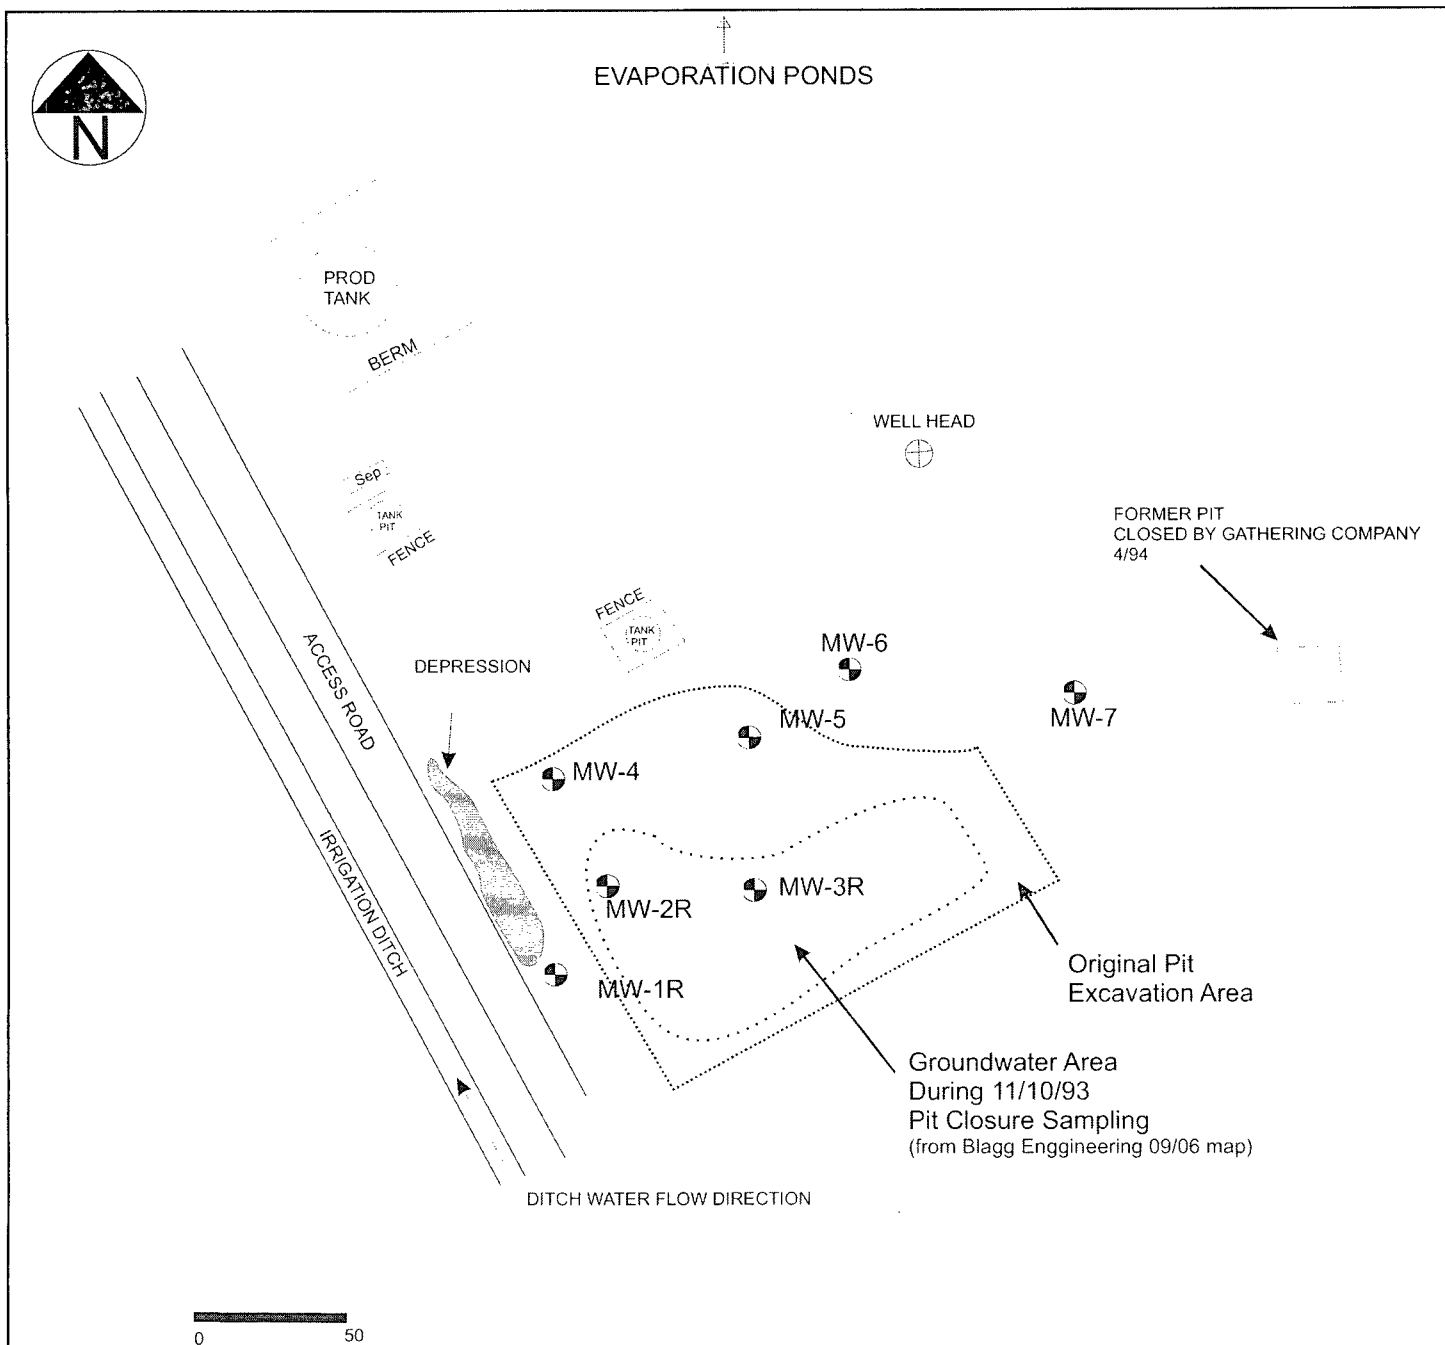 EVAPORATION PONDS
N
PROD
TANK
BERM
WELL HEAD
Sep
TANK
PIT
FENCE
FORMER PIT
CLOSED BY GATHERING COMPANY
4/94
FENCE
TANK
PIT
MW-6
ACCESS ROAD
DEPRESSION
MW-7
MW-5
MW-4
IRRIGATION DITCH
MW-3R
MW-2R
Original Pit
Excavation Area
MW-1R
Groundwater Area
During 11/10/93
Pit Closure Sampling
(from Blagg Enggineering 09/06 map)
DITCH WATER FLOW DIRECTION
0 50